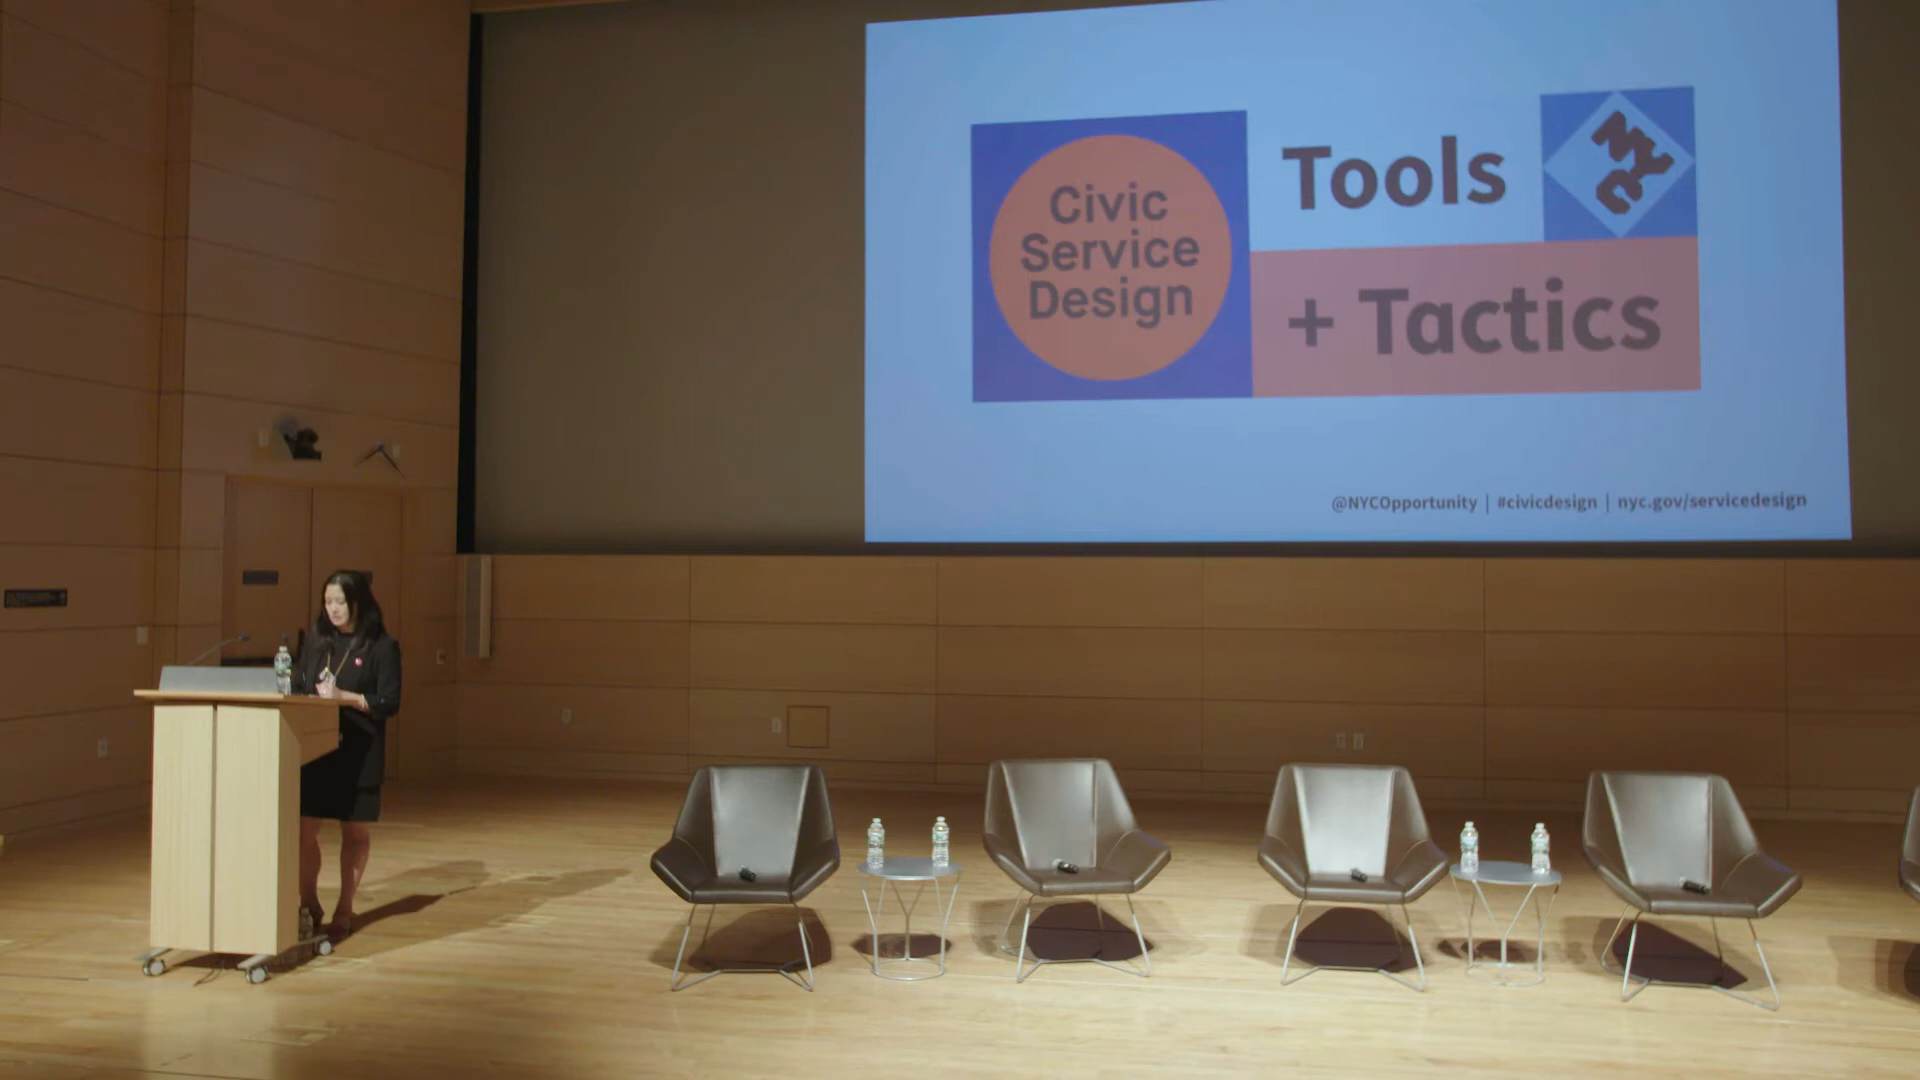 Civic
Service
Design
Tools
+ Tactics
NYC
@NYCOpportunity | #civicdesign | nyc.gov/servicedesign